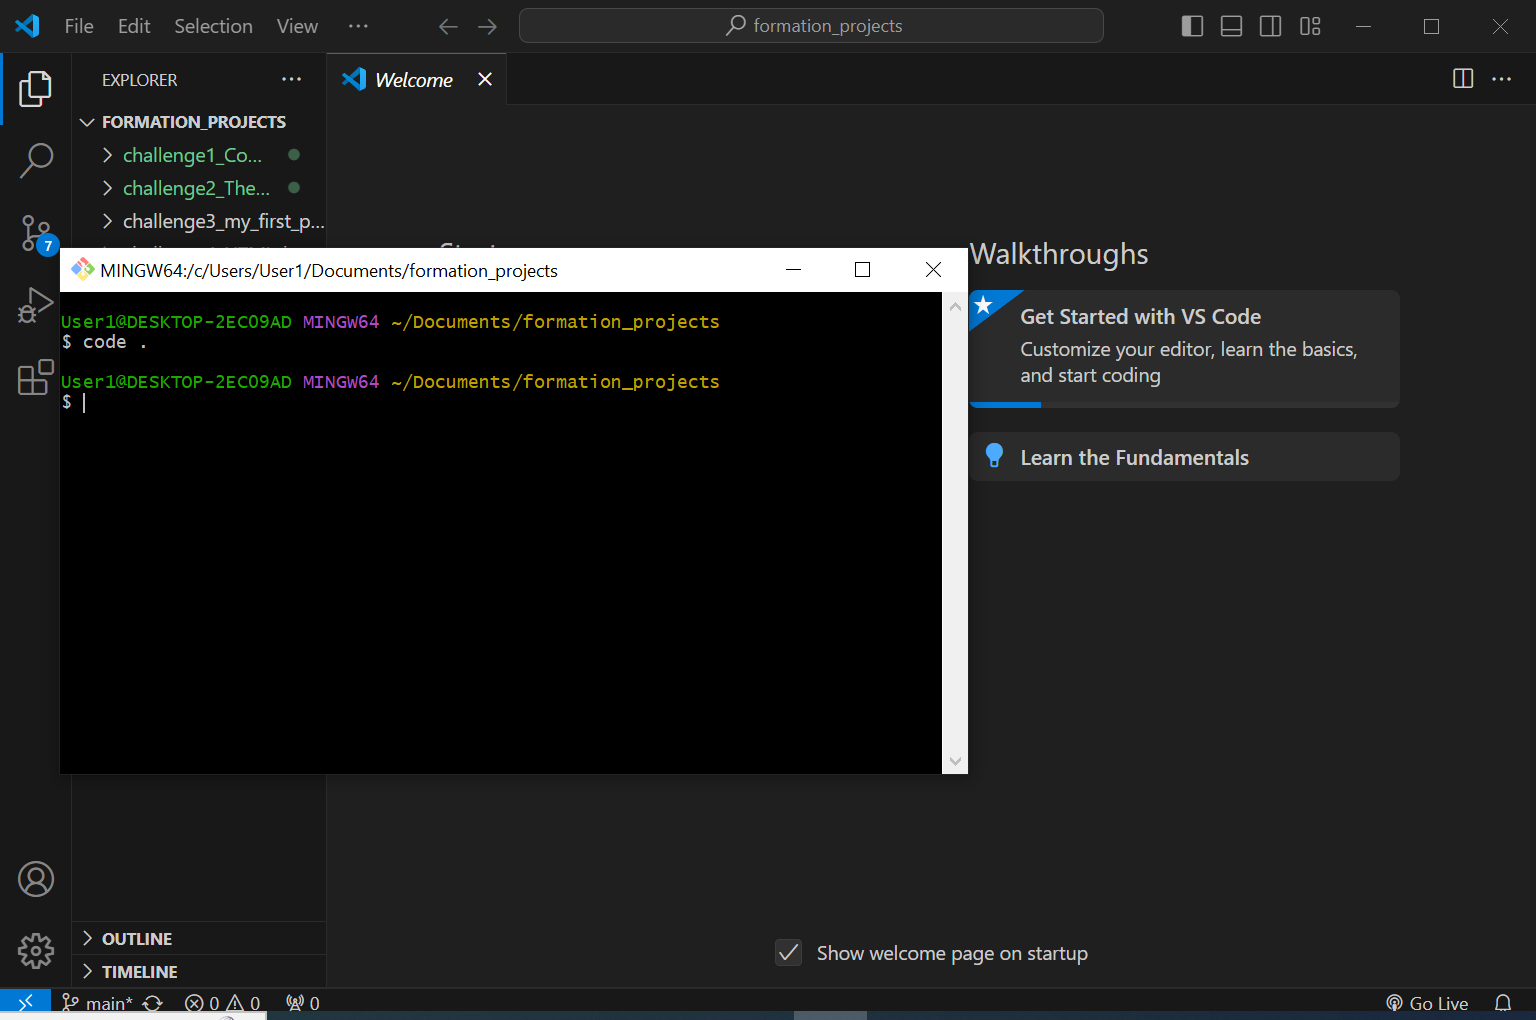 File Edit Selection View ··· formation_projects
EXPLORER ···
Welcome
FORMATION_PROJECTS
challenge1_Co...
challenge2_The...
challenge3_my_first_p...
7
MINGW64:/c/Users/User1/Documents/formation_projects
User1@DESKTOP-2EC09AD MINGW64 ~/Documents/formation_projects
$ code .
User1@DESKTOP-2EC09AD MINGW64 ~/Documents/formation_projects
$
Walkthroughs
Get Started with VS Code
Customize your editor, learn the basics,
and start coding
Learn the Fundamentals
Show welcome page on startup
OUTLINE
TIMELINE
main* 0 0 0 Go Live